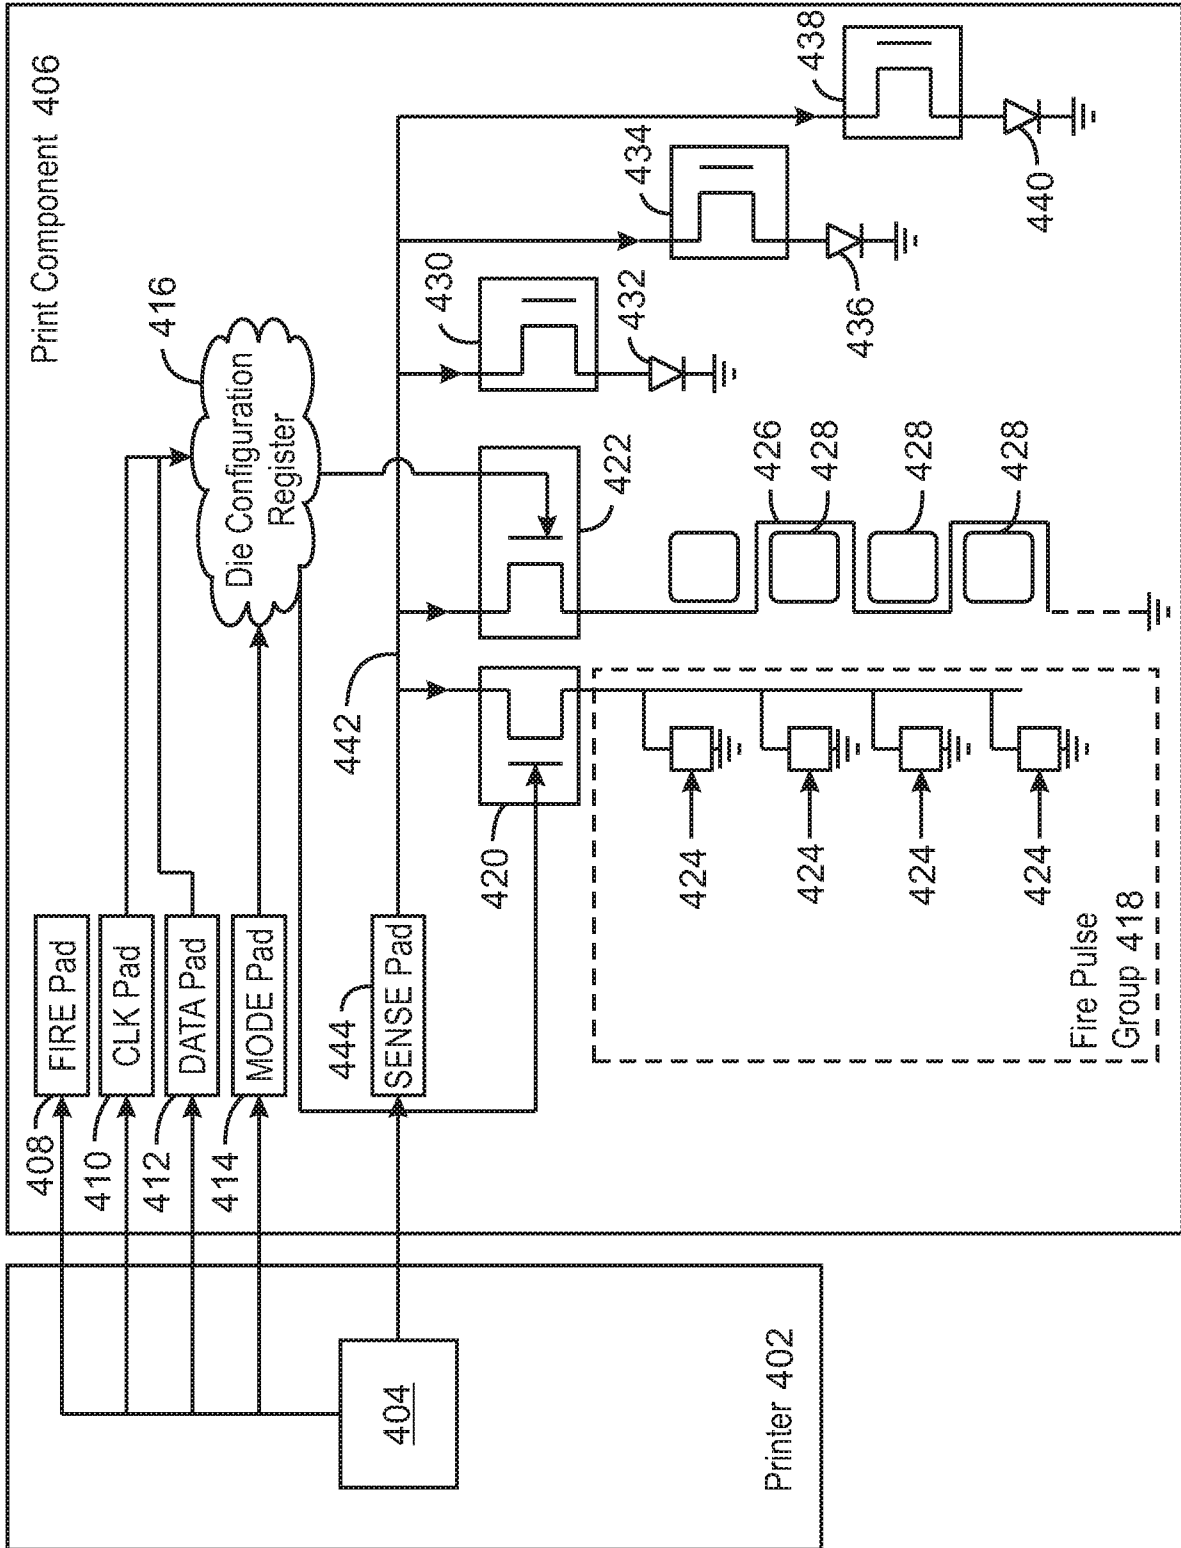 Printer 402
404
Print Component 406
408
FIRE Pad
410
CLK Pad
412
DATA Pad
414
MODE Pad
444
SENSE Pad
416
Die Configuration
Register
442
420
422
430
432
434
436
438
440
426
428
428
428
424
424
424
424
Fire Pulse
Group 418